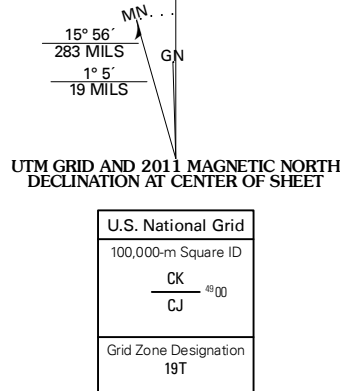 MN
15° 56´
283 MILS
GN
1° 5´
19 MILS
UTM GRID AND 2011 MAGNETIC NORTH
DECLINATION AT CENTER OF SHEET
U.S. National Grid
100,000-m Square ID
CK
4900
CJ
Grid Zone Designation
19T